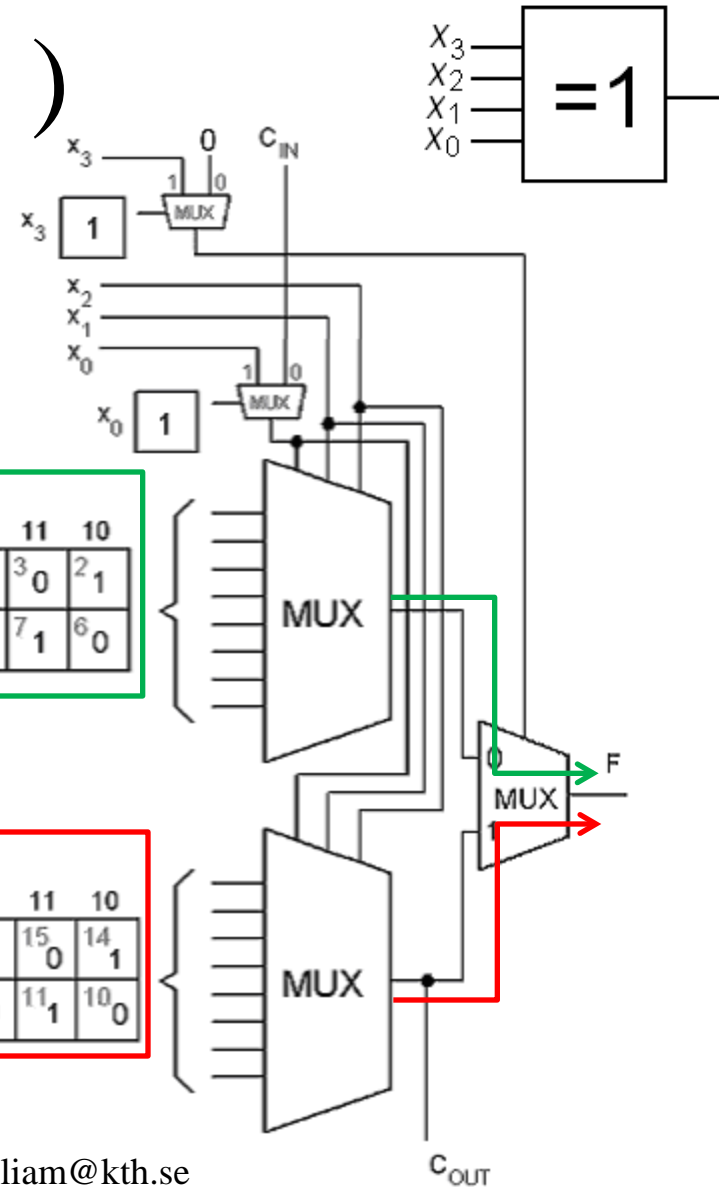 )
X3
X2
X1
X0
=1
x3
0
CIN
1 0
MUX
x3 1
x2
x1
x0
1 0
MUX
x0 1
11 10
3 0 2 1
7 1 6 0
MUX
0
F
MUX
1
11 10
15 0 14 1
11 1 10 0
MUX
liam@kth.se
COUT